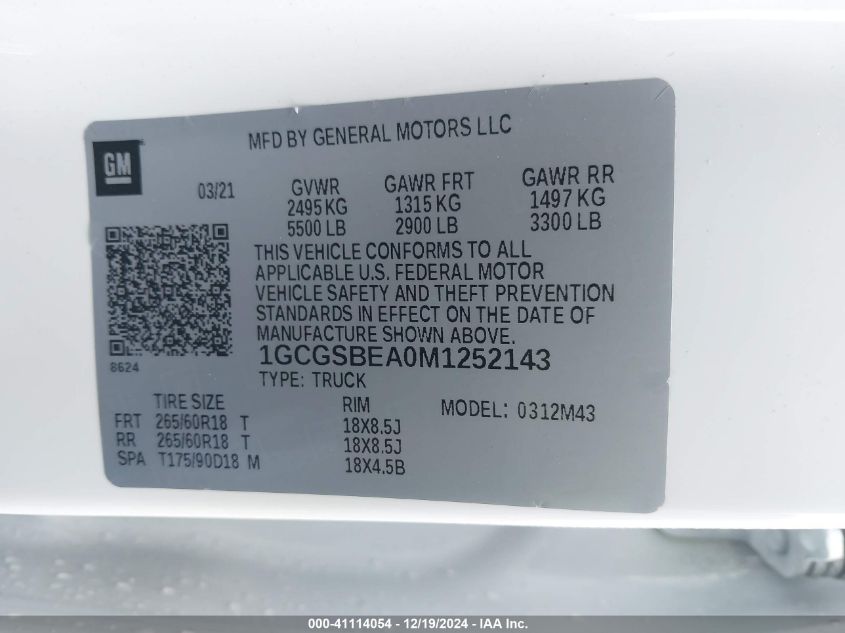 MFD BY GENERAL MOTORS LLC
GM
03/21
GVWR GAWR FRT GAWR RR
2495 KG 1315 KG 1497 KG
5500 LB 2900 LB 3300 LB
THIS VEHICLE CONFORMS TO ALL
APPLICABLE U.S. FEDERAL MOTOR
VEHICLE SAFETY AND THEFT PREVENTION
STANDARDS IN EFFECT ON THE DATE OF
MANUFACTURE SHOWN ABOVE.
1GCGSBEA0M1252143
8624
TYPE: TRUCK
TIRE SIZE RIM MODEL: 0312M43
FRT 265/60R18 T 18X8.5J
RR 265/60R18 T 18X8.5J
SPA T175/90D18 M 18X4.5B
000-41114054 - 12/19/2024 - IAA Inc.